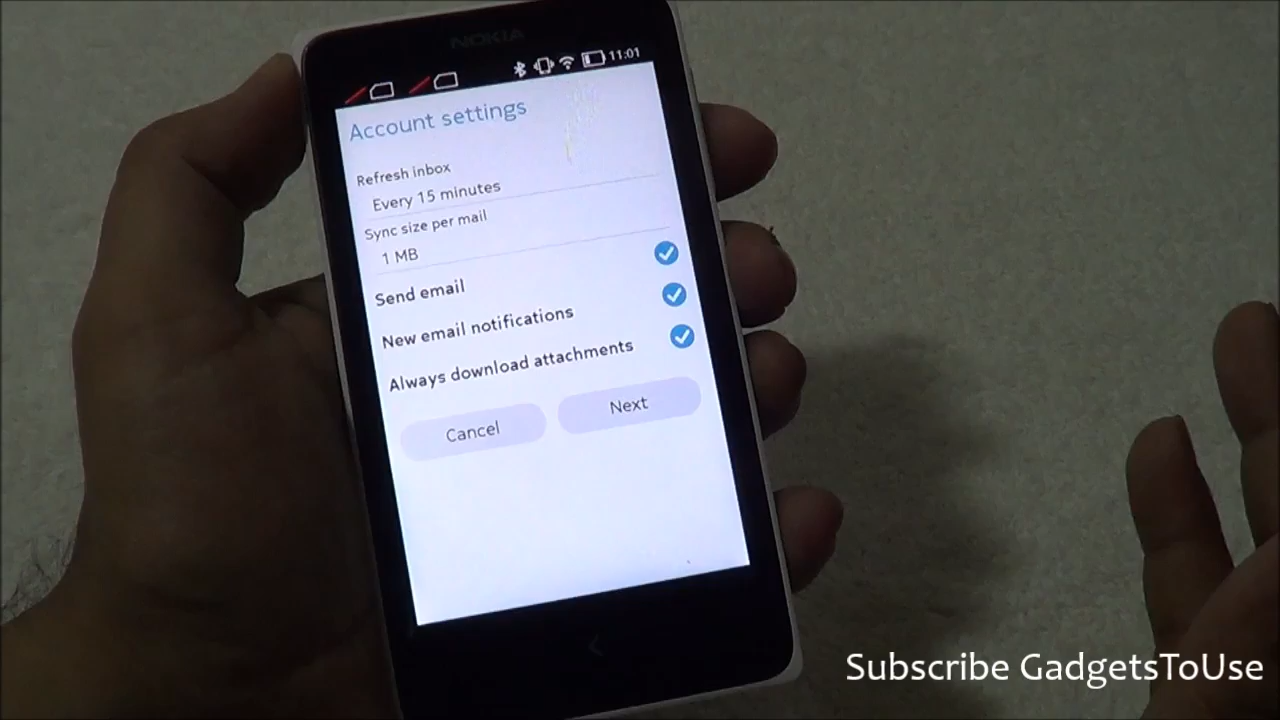 NOKIA
11:01
Account settings
Refresh inbox
Every 15 minutes
Sync size per mail
1 MB
Send email
New email notifications
Always download attachments
Cancel
Next
Subscribe GadgetsToUse